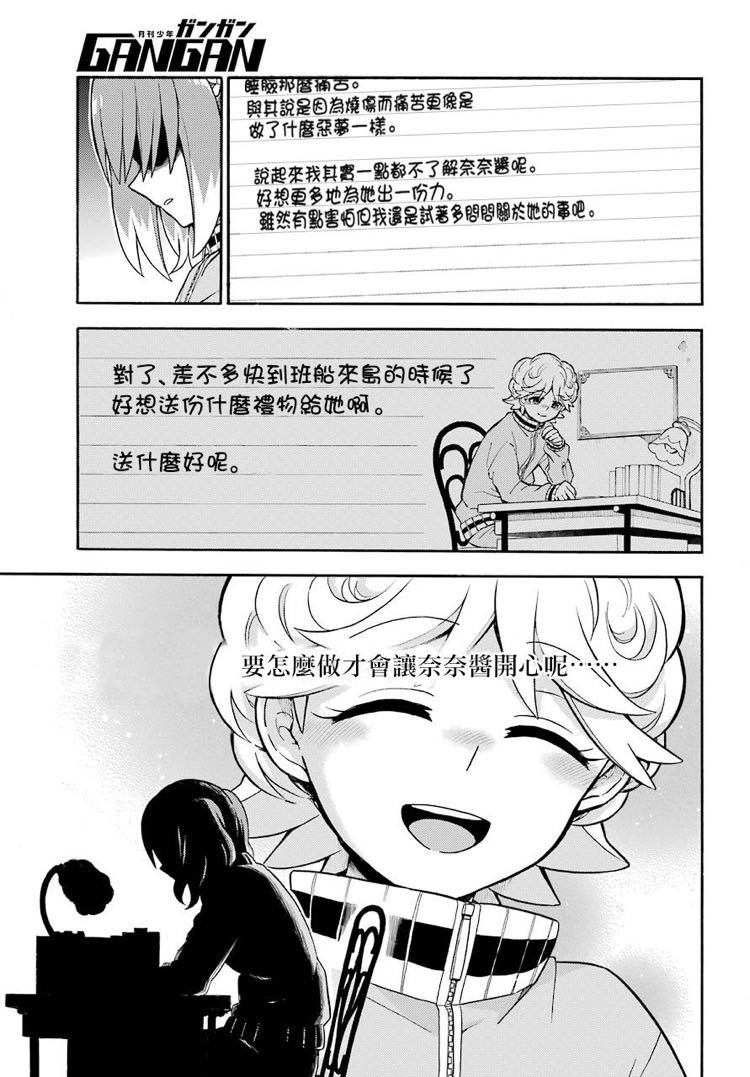 月刊少年
ガンガン
GANGAN
睡臉那麼痛苦。
與其說是因為燒傷而痛苦更像是
做了什麼惡夢一樣。
說起來我其實一點都不了解奈奈醬呢。
好想更多地為她出一份力。
雖然有點害怕但我還是試著多問問關於她的事吧。
對了、差不多快到班船來島的時候了
好想送份什麼禮物給她啊。
送什麼好呢。
要怎麼做才會讓奈奈醬開心呢……